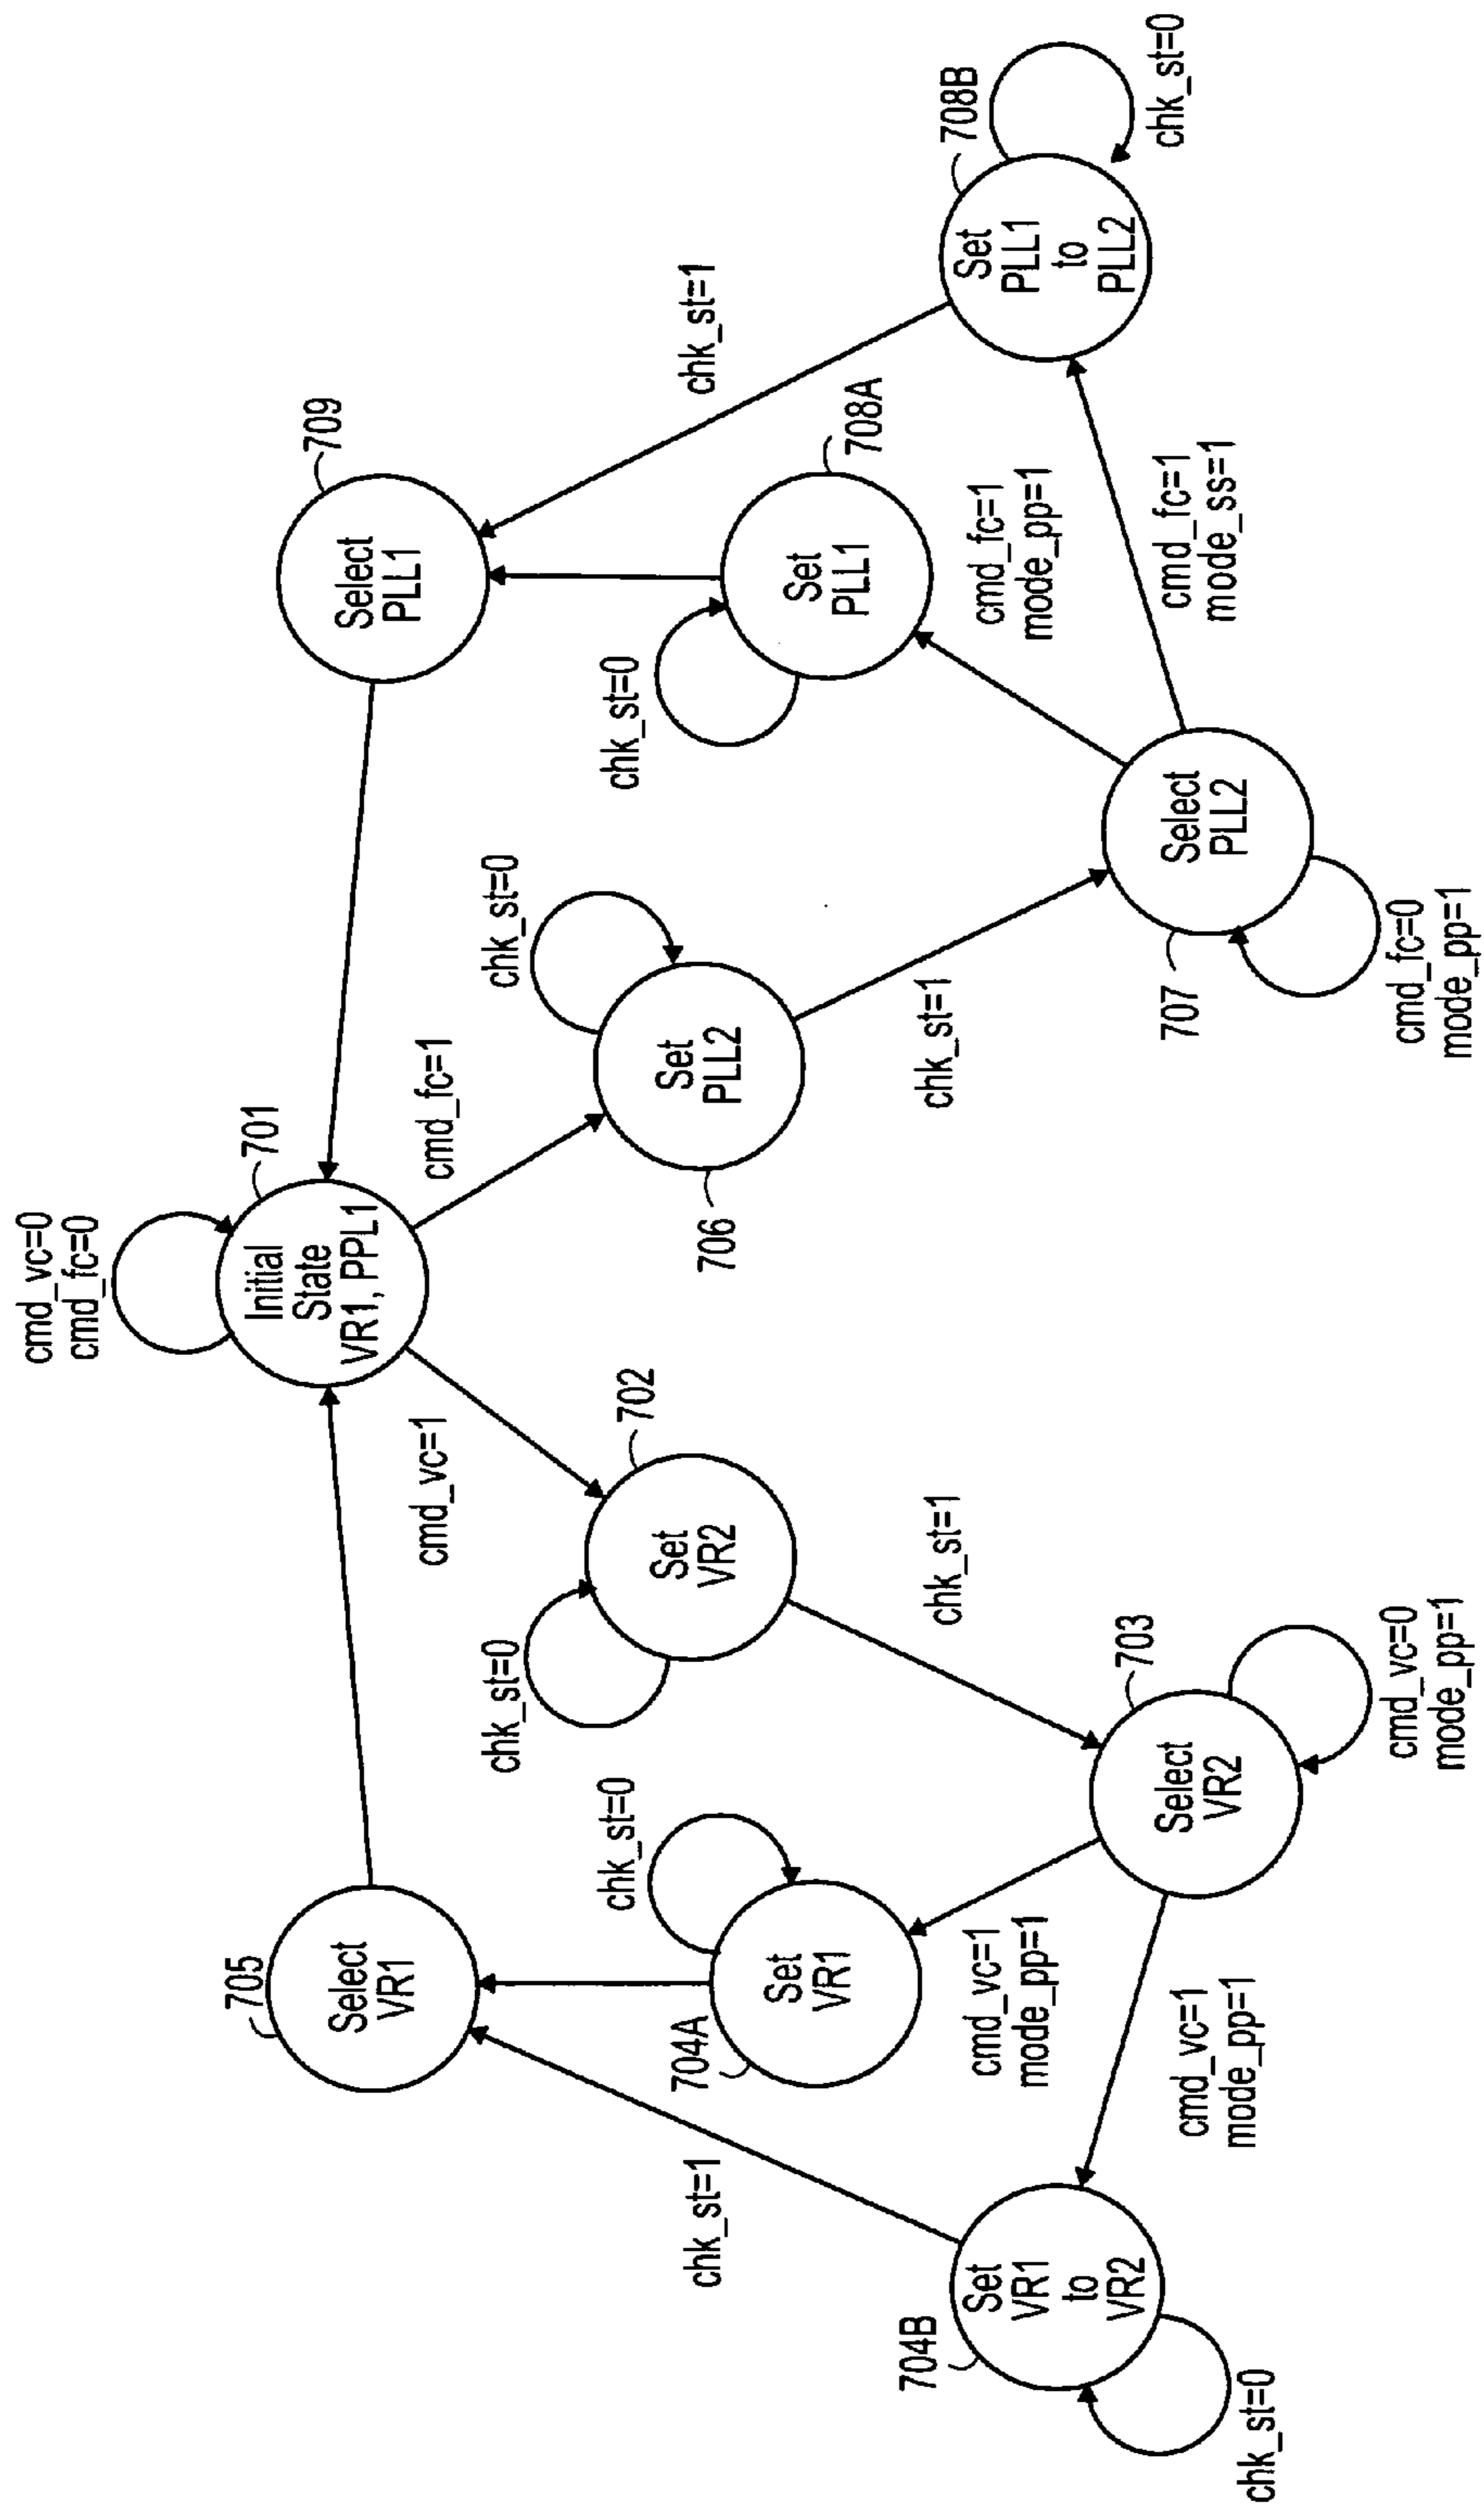 cmd_vc=0
cmd_fc=0
701
Initial
State
VR1, PPL1
705
Select
VR1
709
Select
PLL1
cmd_vc=1
cmd_fc=1
chk_st=0
702
Set
VR2
chk_st=0
706
Set
PLL2
chk_st=1
chk_st=0
704A
Set
VR1
chk_st=0
708A
Set
PLL1
chk_st=1
chk_st=1
chk_st=1
cmd_vc=1
mode_pp=1
cmd_fc=1
mode_pp=1
704B
Set
VR1
to
VR2
708B
Set
PLL1
to
PLL2
chk_st=0
703
Select
VR2
707
Select
PLL2
cmd_vc=1
mode_pp=1
cmd_fc=1
mode_ss=1
chk_st=0
cmd_vc=0
mode_pp=1
cmd_fc=0
mode_pp=1